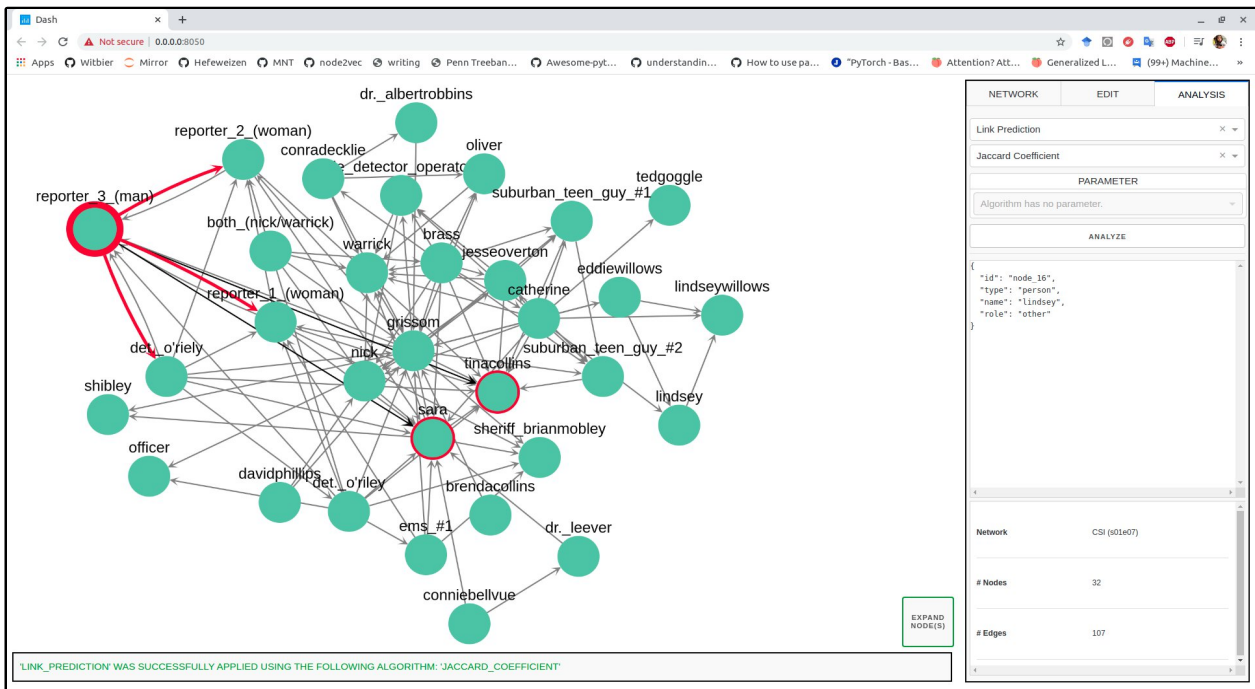 Dash
Not secure | 0.0.0.0:8050
Apps Witbier Mirror Hefeweizen MNT node2vec writing Penn Treeban... Awesome-pyt... understandin... How to use pa... "PyTorch - Bas... Attention? Att... Generalized L... (99+) Machine... »
NETWORK EDIT ANALYSIS
Link Prediction
Jaccard Coefficient
PARAMETER
Algorithm has no parameter.
ANALYZE
{
"id": "node_16",
"type": "person",
"name": "lindsey",
"role": "other"
}
Network CSI (s01e07)
# Nodes 32
# Edges 107
dr._albertrobbins
reporter_2_(woman)
conradecklie
oliver
e_detector_operato
tedgoggle
suburban_teen_guy_#1
reporter_3_(man)
both_(nick/warrick)
brass
warrick
jesseoverton
eddiewillows
catherine
lindseywillows
reporter_1_(woman)
grissom
det._o'riely
nick
suburban_teen_guy_#2
tinacollins
shibley
lindsey
sara
sheriff_brianmobley
officer
davidphillips
det._o'riley
brendacollins
ems_#1
dr._leever
conniebellvue
EXPAND
NODE(S)
'LINK_PREDICTION' WAS SUCCESSFULLY APPLIED USING THE FOLLOWING ALGORITHM: 'JACCARD_COEFFICIENT'